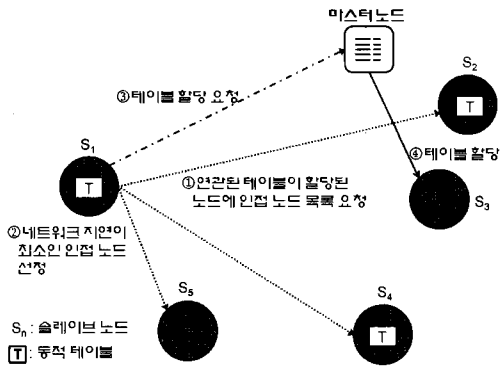 마스터 노드
S2
T
③테이블 할당 요청
S1
④테이블 할당
T
①연관된 테이블이 할당된
노드에 인접 노드 목록 요청
S3
②네트워크 지연이
최소인 인접 노드
선정
S5
S4
Sn : 슬레이브 노드
T
T : 동적 테이블